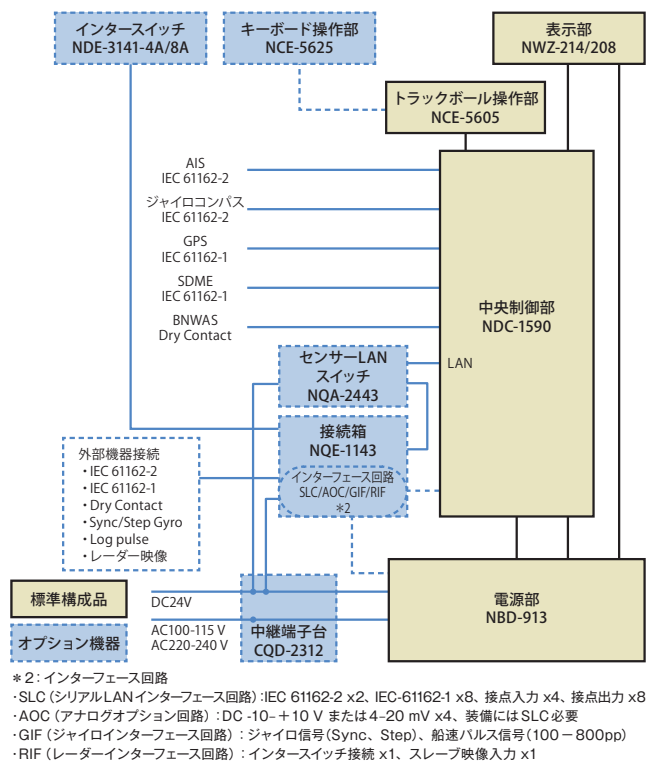 インタースイッチ
NDE-3141-4A/8A
キーボード操作部
NCE-5625
表示部
NWZ-214/208
トラックボール操作部
NCE-5605
AIS
IEC 61162-2
ジャイロコンパス
IEC 61162-2
GPS
IEC 61162-1
SDME
IEC 61162-1
BNWAS
Dry Contact
中央制御部
NDC-1590
LAN
センサーLAN
スイッチ
NQA-2443
接続箱
NQE-1143
インターフェース回路
SLC/AOC/GIF/RIF
*2
外部機器接続
・IEC 61162-2
・IEC 61162-1
・Dry Contact
・Sync/Step Gyro
・Log pulse
・レーダー映像
標準構成品
オプション機器
DC24V
AC100-115 V
AC220-240 V
中継端子台
CQD-2312
電源部
NBD-913
*2:インターフェース回路
・SLC(シリアルLANインターフェース回路):IEC 61162-2 x2、IEC-61162-1 x8、接点入力 x4、接点出力 x8
・AOC(アナログオプション回路):DC -10–+10 V または 4-20 mV x4、装備にはSLC必要
・GIF(ジャイロインターフェース回路):ジャイロ信号(Sync、Step)、船速パルス信号(100-800pp)
・RIF(レーダーインターフェース回路):インタースイッチ接続 x1、スレーブ映像入力 x1